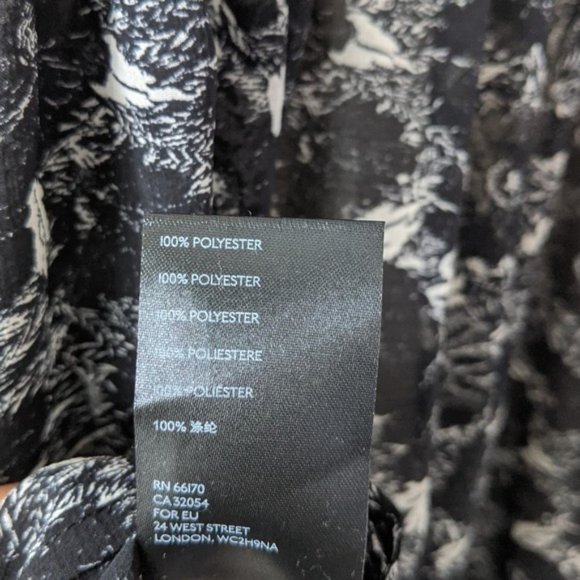 100% POLYESTER
100% POLYESTER
100% POLYESTER
100% POLIESTERE
100% POLIÉSTER
100% 涤纶
RN 66170
CA 32054
FOR EU
24 WEST STREET
LONDON, WC2H9NA